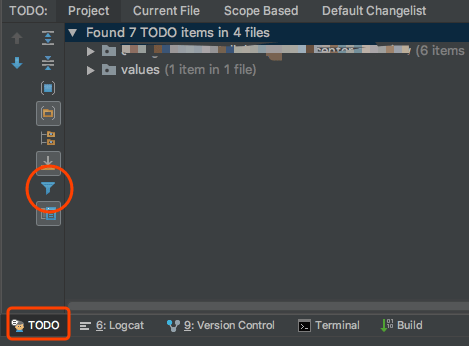 TODO: Project Current File Scope Based Default Changelist
Found 7 TODO items in 4 files
(6 items
values (1 item in 1 file)
TODO 6: Logcat 9: Version Control Terminal Build